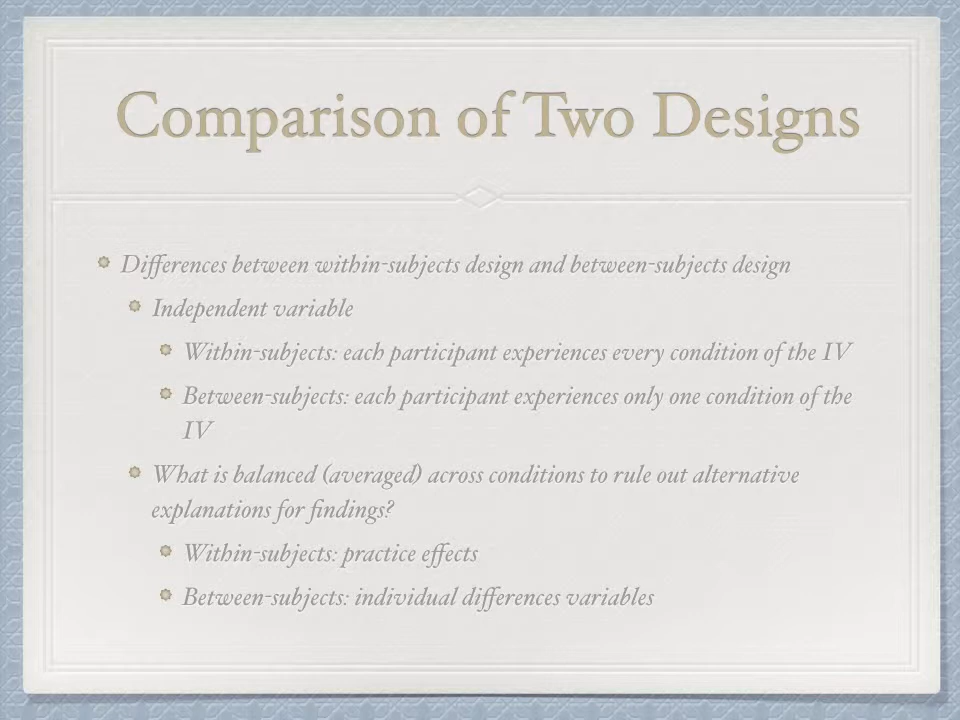 Comparison of Two Designs
Differences between within-subjects design and between-subjects design
Independent variable
Within-subjects: each participant experiences every condition of the IV
Between-subjects: each participant experiences only one condition of the
IV
What is balanced (averaged) across conditions to rule out alternative
explanations for findings?
Within-subjects: practice effects
Between-subjects: individual differences variables